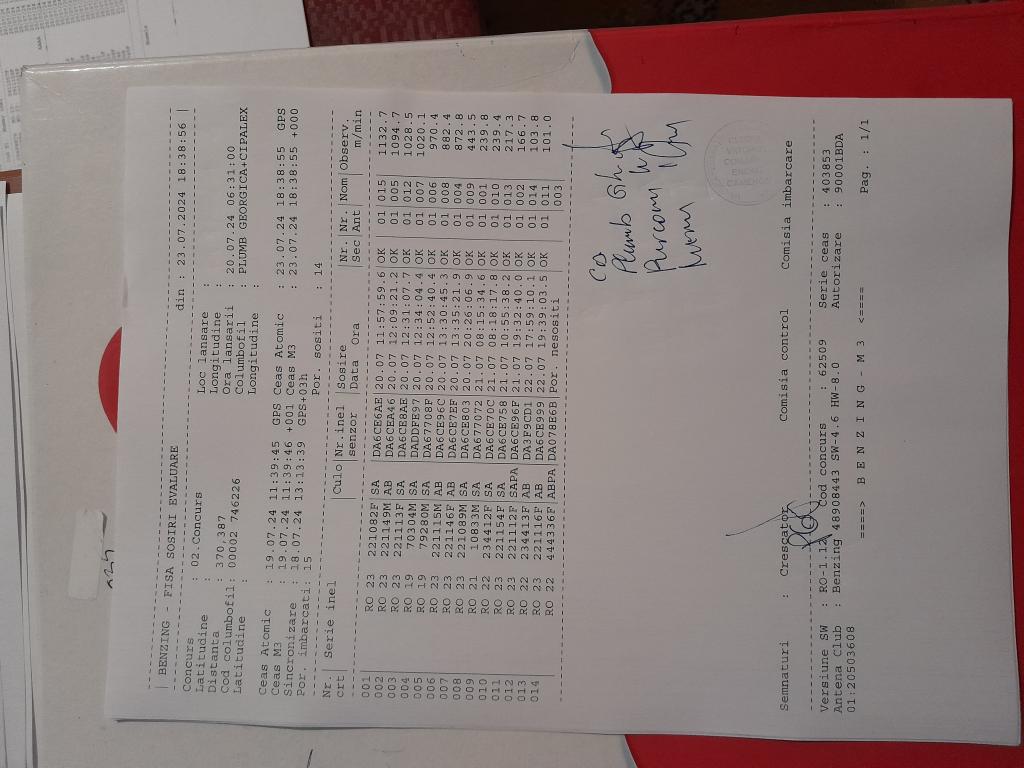 BENZING - FISA SOSIRI EVALUARE din : 23.07.2024 18:38:56
Concurs : 02.Concurs Loc lansare :
Latitudine : Longitudine :
Distanta : 370,387 Ora lansarii : 20.07.24 06:31:00
Cod columbofil: 00002 746226 Columbofil : PLUMB GEORGICA+CIPALEX
Latitudine : Longitudine :
Ceas Atomic : 19.07.24 11:39:45 GPS Ceas Atomic : 23.07.24 18:38:55 GPS
Ceas M3 : 19.07.24 11:39:46 +001 Ceas M3 : 23.07.24 18:38:55 +000
Sincronizare : 18.07.24 13:13:39 GPS+03h
Por. imbarcati: 15 Por. sositi : 14
Nr| Serie inel |Culo|Nr.inel |Sosire |Nr. |Nr. |Nom|Observ.
crt| | |senzor |Data Ora |Sec |Ant | | m/min
001 | RO 23 221082F| SA |DA6CE6AE|20.07 11:57:59.6| OK | 01 |015| 1132.7
002 | RO 23 221149M| AB |DA6CEA46|20.07 12:09:21.2| OK | 01 |005| 1094.7
003 | RO 23 221113F| SA |DA6CE8AE|20.07 12:31:07.7| OK | 01 |012| 1028.5
004 | RO 19 70304M| SA |DADDFE97|20.07 12:34:04.4| OK | 01 |007| 1020.1
005 | RO 19 79280M| SA |DA67708F|20.07 12:52:40.4| OK | 01 |006| 970.4
006 | RO 23 221115M| AB |DA6CE96C|20.07 13:30:45.3| OK | 01 |008| 882.4
007 | RO 23 221146F| AB |DA6CE7EF|20.07 13:35:21.9| OK | 01 |004| 872.8
008 | RO 23 221089M| SA |DA6CE803|20.07 20:26:06.9| OK | 01 |009| 443.5
009 | RO 21 10833M| SA |DA677072|21.07 08:15:34.6| OK | 01 |001| 239.8
010 | RO 22 234412F| SA |DA6CE70C|21.07 08:18:17.8| OK | 01 |010| 239.4
011 | RO 23 221154F| SA |DA6CE758|21.07 10:55:38.2| OK | 01 |013| 217.3
012 | RO 23 221112F|SAPA|DA6CE96F|21.07 19:32:40.0| OK | 01 |002| 166.7
013 | RO 22 234413F| AB |DA3F9CD1|22.07 17:59:10.1| OK | 01 |014| 103.8
014 | RO 23 221116F| AB |DA6CE999|22.07 19:39:03.5| OK | 01 |011| 101.0
RO 22 444336F|ABPA|DA078E6B|Por. nesositi |003|
Plumb
Semnaturi : Crescator Comisia control Comisia imbarcare
Versiune SW : RO-1.12 Cod concurs : 62509 Serie ceas : 403853
Antena Club : Benzing 48908443 SW-4.6 HW-8.0 Autorizare : 90001BDA
01:20503608
====> B E N Z I N G - M 3 <====
Pag. : 1/1